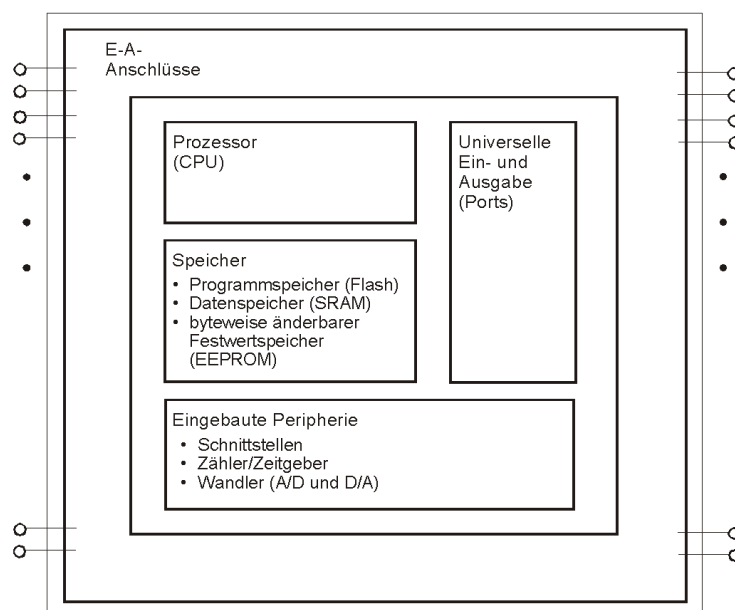 E-A-
Anschlüsse
Prozessor
(CPU)
Universelle
Ein- und
Ausgabe
(Ports)
Speicher
• Programmspeicher (Flash)
• Datenspeicher (SRAM)
• byteweise änderbarer
Festwertspeicher
(EEPROM)
Eingebaute Peripherie
• Schnittstellen
• Zähler/Zeitgeber
• Wandler (A/D und D/A)